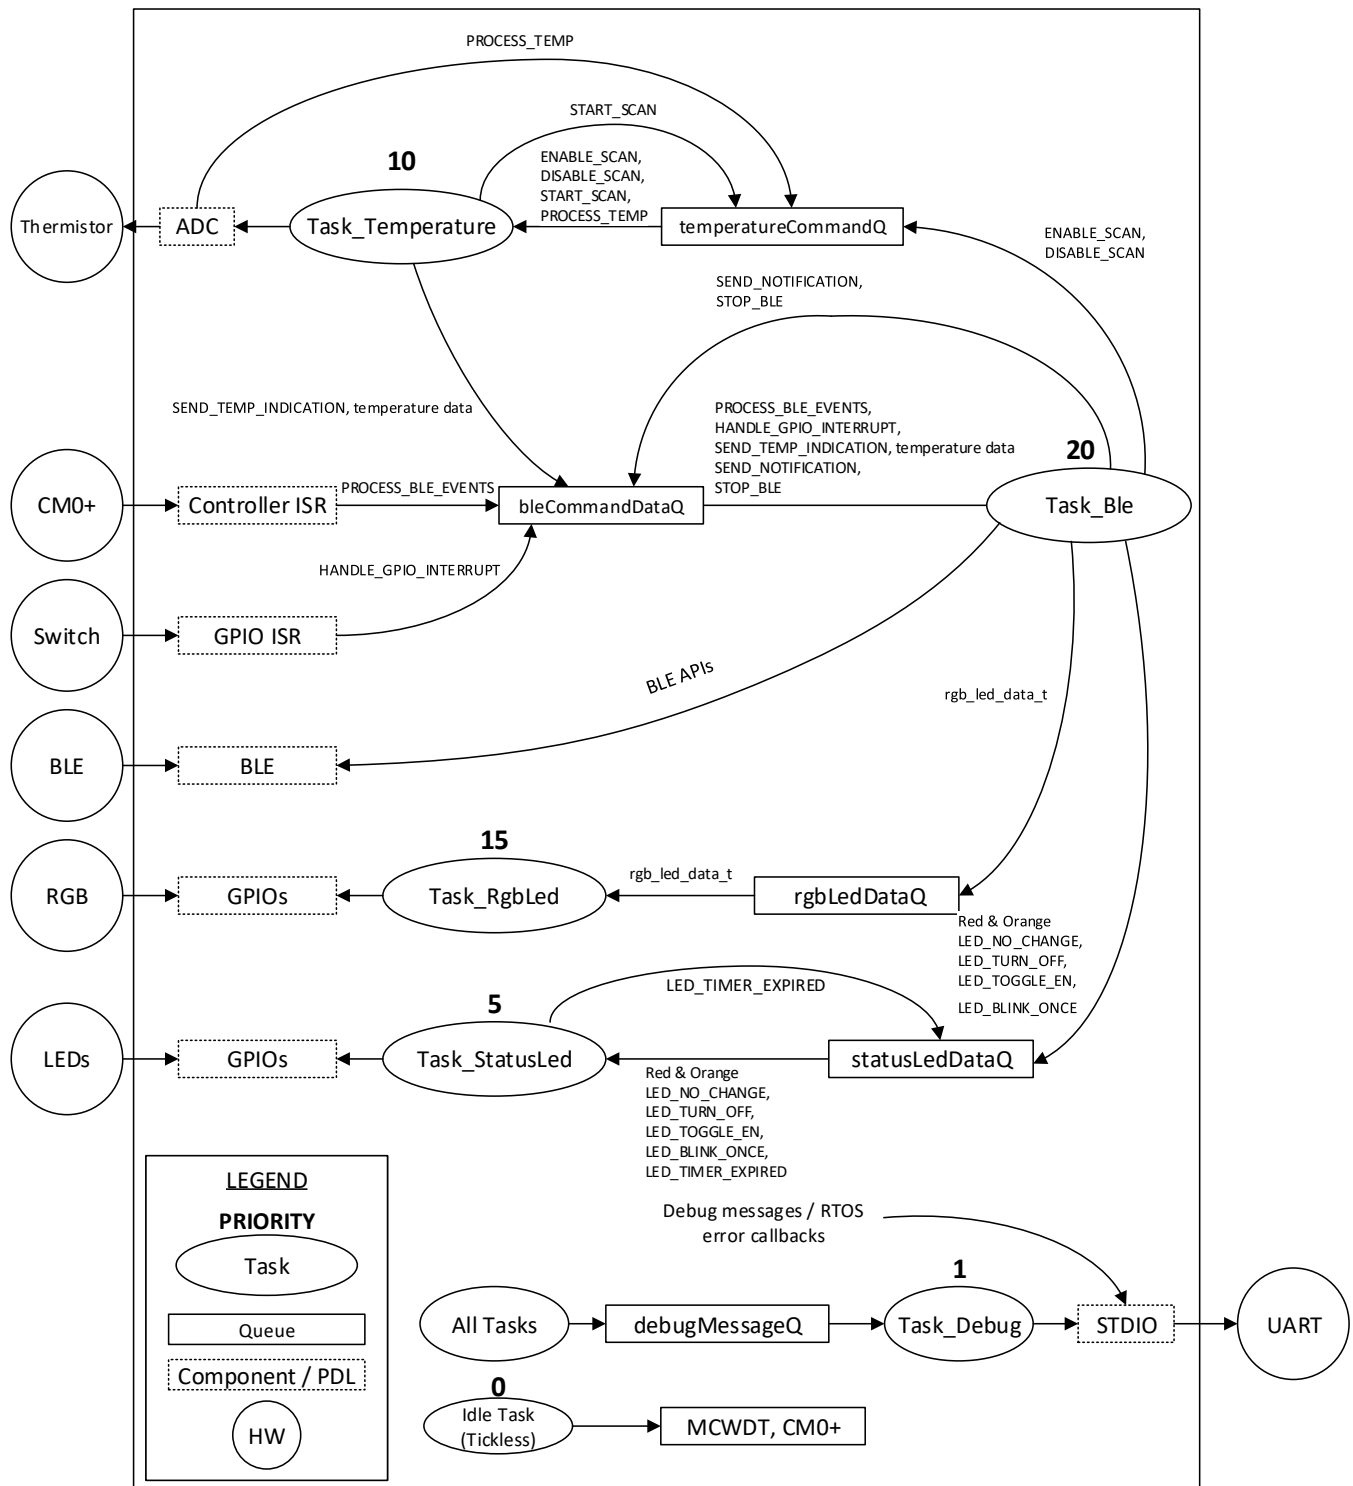 PROCESS_TEMP
START_SCAN
10
ENABLE_SCAN,
DISABLE_SCAN,
START_SCAN,
PROCESS_TEMP
Thermistor
ADC
Task_Temperature
temperatureCommandQ
ENABLE_SCAN,
DISABLE_SCAN
SEND_NOTIFICATION,
STOP_BLE
SEND_TEMP_INDICATION, temperature data
PROCESS_BLE_EVENTS,
HANDLE_GPIO_INTERRUPT,
SEND_TEMP_INDICATION, temperature data
SEND_NOTIFICATION,
STOP_BLE
20
CM0+
Controller ISR
PROCESS_BLE_EVENTS
bleCommandDataQ
Task_Ble
HANDLE_GPIO_INTERRUPT
Switch
GPIO ISR
BLE APIs
rgb_led_data_t
BLE
BLE
15
RGB
GPIOs
Task_RgbLed
rgb_led_data_t
rgbLedDataQ
Red & Orange
LED_NO_CHANGE,
LED_TURN_OFF,
LED_TOGGLE_EN,
LED_BLINK_ONCE
LED_TIMER_EXPIRED
5
LEDs
GPIOs
Task_StatusLed
statusLedDataQ
Red & Orange
LED_NO_CHANGE,
LED_TURN_OFF,
LED_TOGGLE_EN,
LED_BLINK_ONCE,
LED_TIMER_EXPIRED
LEGEND
PRIORITY
Task
Queue
Component / PDL
HW
Debug messages / RTOS
error callbacks
1
All Tasks
debugMessageQ
Task_Debug
STDIO
UART
0
Idle Task
(Tickless)
MCWDT, CM0+